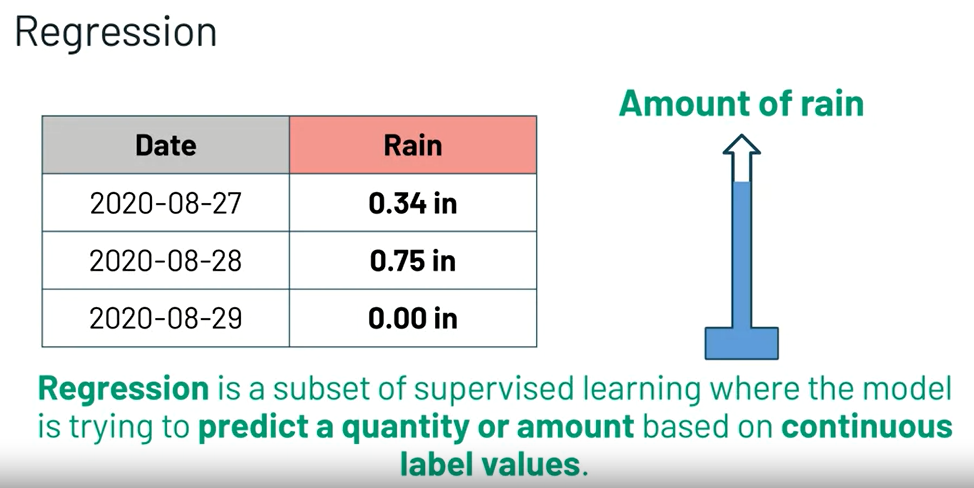 Regression
Amount of rain
Date Rain
2020-08-27 0.34 in
2020-08-28 0.75 in
2020-08-29 0.00 in
Regression is a subset of supervised learning where the model
is trying to predict a quantity or amount based on continuous
label values.